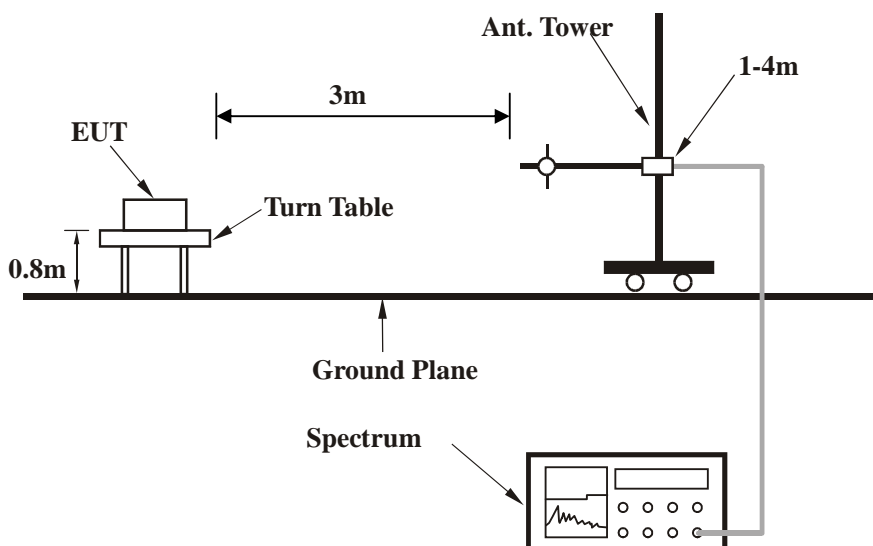 Ant. Tower
1-4m
3m
EUT
Turn Table
0.8m
Ground Plane
Spectrum